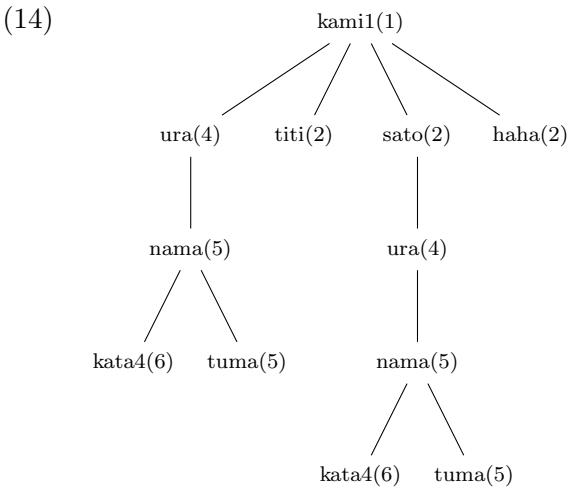 (14) kami1(1)
ura(4) titi(2) sato(2) haha(2)
nama(5) ura(4)
kata4(6) tuma(5) nama(5)
kata4(6) tuma(5)